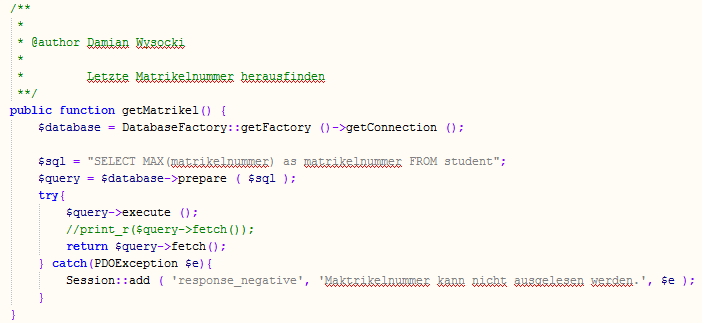 /**
 *
 * @author Damian Wysocki
 *
 *         Letzte Matrikelnummer herausfinden
 **/
public function getMatrikel() {
    $database = DatabaseFactory::getFactory ()->getConnection ();

    $sql = "SELECT MAX(matrikelnummer) as matrikelnummer FROM student";
    $query = $database->prepare ( $sql );
    try{
        $query->execute ();
        //print_r($query->fetch());
        return $query->fetch();
    } catch(PDOException $e){
        Session::add ( 'response_negative', 'Maktrikelnummer kann nicht ausgelesen werden.', $e );
    }
}